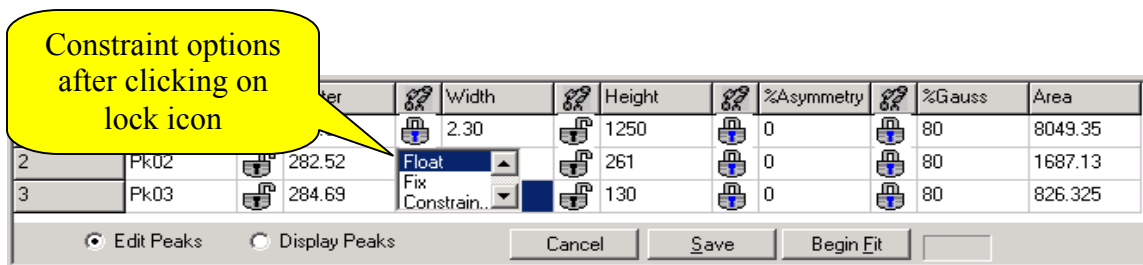 Constraint options
after clicking on
lock icon
ter Width Height %Asymmetry %Gauss Area
2.30 1250 0 80 8049.35
2 Pk02 282.52 Float 261 0 80 1687.13
Fix
3 Pk03 284.69 Constrain.. 130 0 80 826.325
Edit Peaks Display Peaks Cancel Save Begin Fit